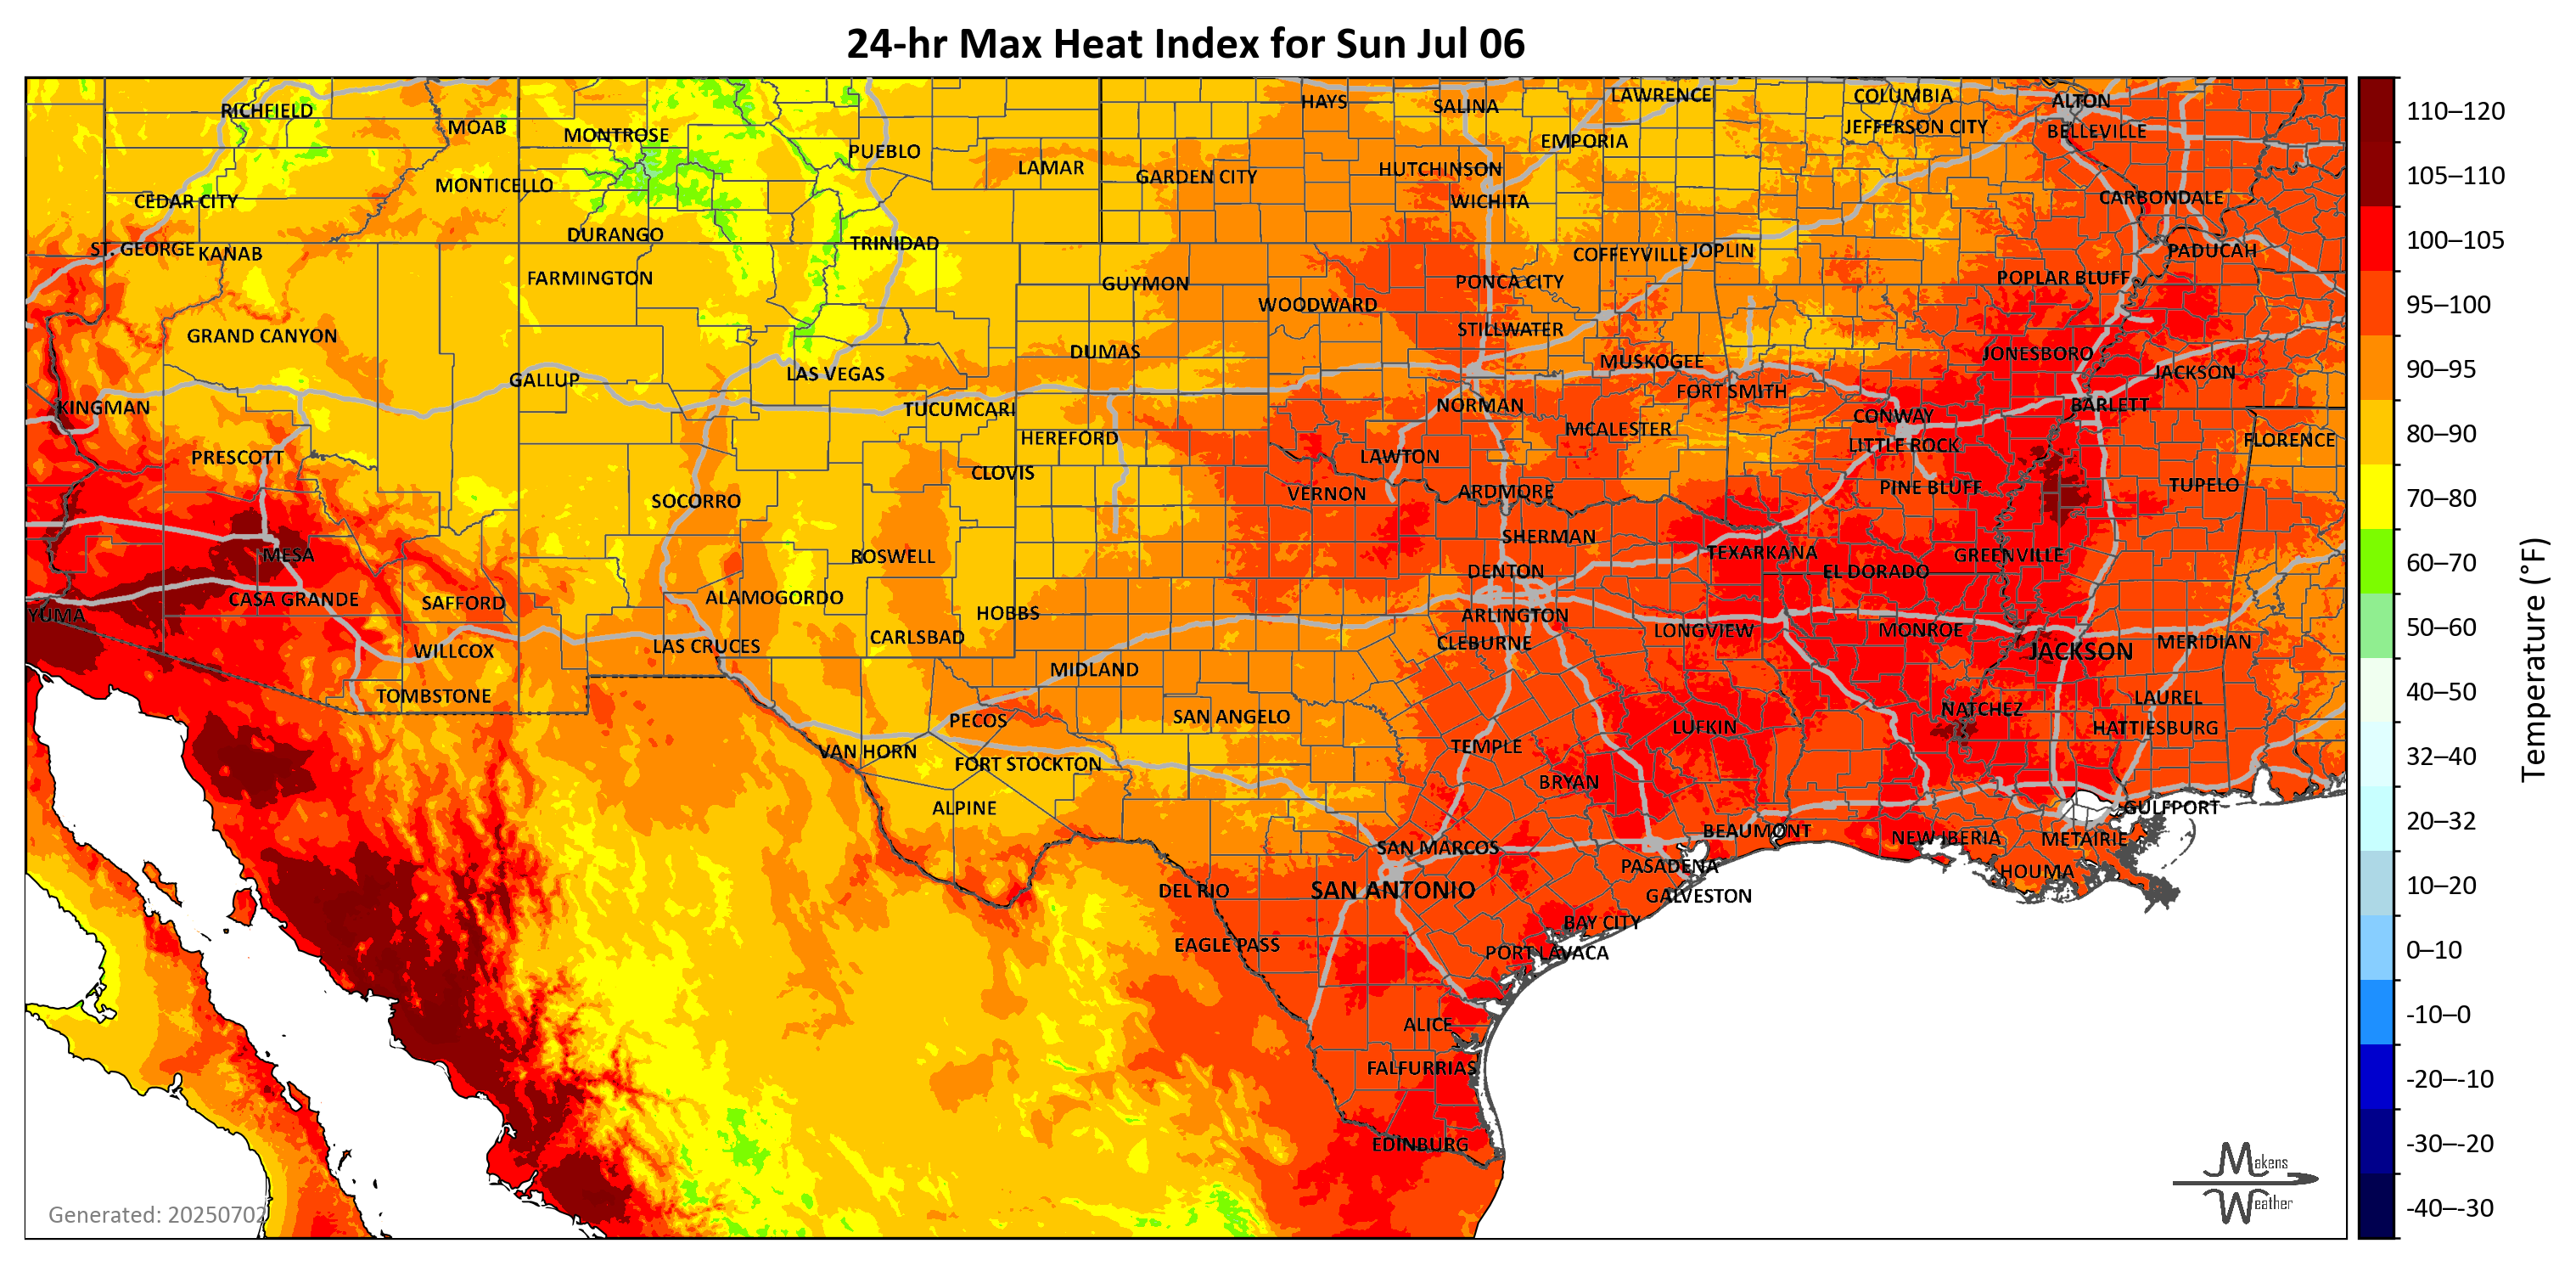 24-hr Max Heat Index for Sun Jul 06
RICHFIELD
MOAB
MONTROSE
PUEBLO
LAMAR
GARDEN CITY
HAYS
SALINA
LAWRENCE
EMPORIA
COLUMBIA
JEFFERSON CITY
ALTON
BELLEVILLE
CEDAR CITY
MONTICELLO
HUTCHINSON
WICHITA
CARBONDALE
ST. GEORGE
KANAB
DURANGO
TRINIDAD
COFFEYVILLE
JOPLIN
PADUCAH
FARMINGTON
GUYMON
WOODWARD
PONCA CITY
POPLAR BLUFF
GRAND CANYON
DUMAS
STILLWATER
MUSKOGEE
JONESBORO
GALLUP
LAS VEGAS
FORT SMITH
JACKSON
KINGMAN
TUCUMCARI
NORMAN
CONWAY
BARLETT
PRESCOTT
HEREFORD
CLOVIS
LAWTON
MCALESTER
LITTLE ROCK
FLORENCE
SOCORRO
VERNON
ARDMORE
PINE BLUFF
TUPELO
MESA
ROSWELL
SHERMAN
TEXARKANA
GREENVILLE
CASA GRANDE
SAFFORD
ALAMOGORDO
HOBBS
DENTON
ARLINGTON
EL DORADO
YUMA
WILLCOX
LAS CRUCES
CARLSBAD
CLEBURNE
LONGVIEW
MONROE
JACKSON
MERIDIAN
TOMBSTONE
MIDLAND
PECOS
SAN ANGELO
LUFKIN
NATCHEZ
LAUREL
HATTIESBURG
VAN HORN
FORT STOCKTON
TEMPLE
BRYAN
ALPINE
GULFPORT
SAN MARCOS
BEAUMONT
NEW IBERIA
METAIRIE
DEL RIO
SAN ANTONIO
PASADENA
GALVESTON
HOUMA
EAGLE PASS
BAY CITY
PORT LAVACA
ALICE
FALFURRIAS
EDINBURG
Generated: 20250702
Makens
Weather
110–120
105–110
100–105
95–100
90–95
80–90
70–80
60–70
50–60
40–50
32–40
20–32
10–20
0–10
-10–0
-20–-10
-30–-20
-40–-30
Temperature (°F)